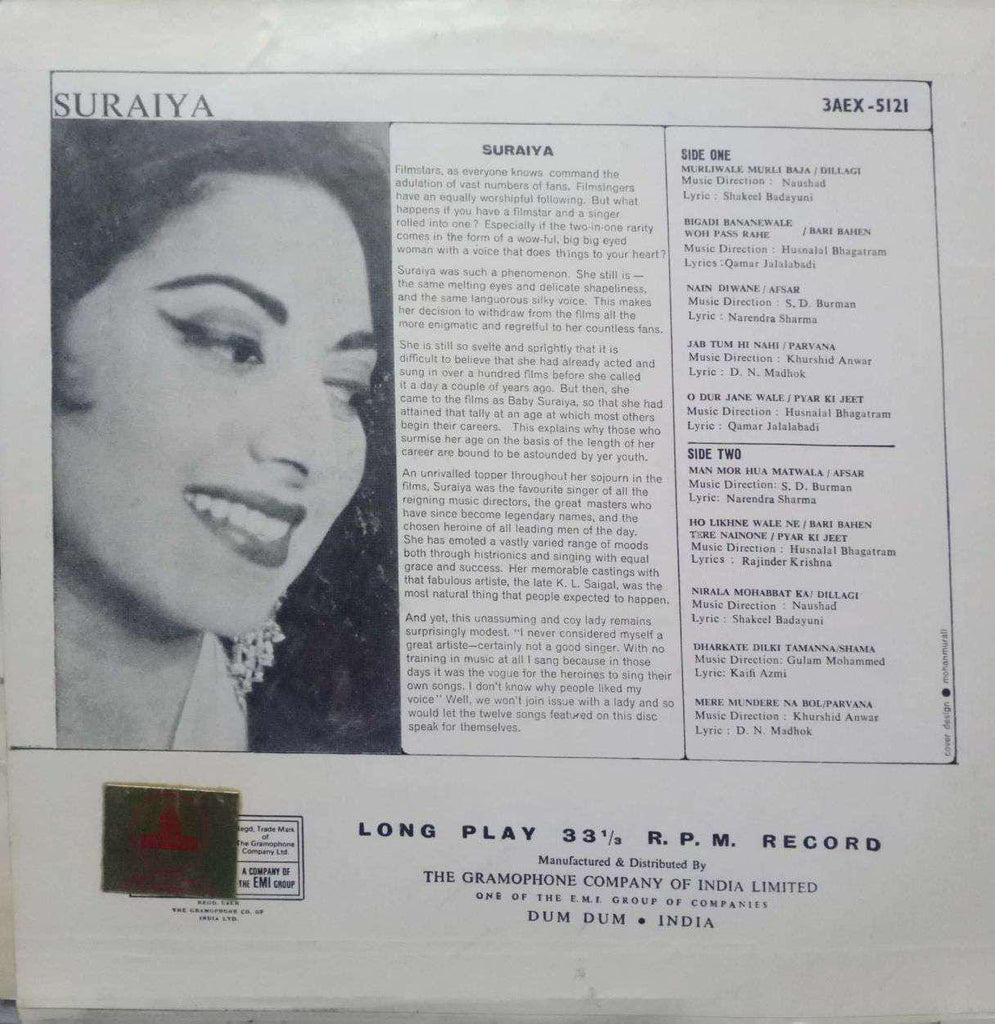 SURAIYA
3AEX-5121
SURAIYA
Filmstars, as everyone knows command the
adulation of vast numbers of fans. Filmsingers
have an equally worshipful following. But what
happens if you have a filmstar and a singer
rolled into one? Especially if the two-in-one rarity
comes in the form of a wow-ful, big big eyed
woman with a voice that does things to your heart?
Suraiya was such a phenomenon. She still is —
the same melting eyes and delicate shapeliness,
and the same languorous silky voice. This makes
her decision to withdraw from the films all the
more enigmatic and regretful to her countless fans.
She is still so svelte and sprightly that it is
difficult to believe that she had already acted and
sung in over a hundred films before she called
it a day a couple of years ago. But then, she
came to the films as Baby Suraiya, so that she had
attained that tally at an age at which most others
begin their careers. This explains why those who
surmise her age on the basis of the length of her
career are bound to be astounded by yer youth.
An unrivalled topper throughout her sojourn in the
films, Suraiya was the favourite singer of all the
reigning music directors, the great masters who
have since become legendary names, and the
chosen heroine of all leading men of the day.
She has emoted a vastly varied range of moods
both through histrionics and singing with equal
grace and success. Her memorable castings with
that fabulous artiste, the late K. L. Saigal, was the
most natural thing that people expected to happen.
And yet, this unassuming and coy lady remains
surprisingly modest. "I never considered myself a
great artiste—certainly not a good singer. With no
training in music at all I sang because in those
days it was the vogue for the heroines to sing their
own songs. I don't know why people liked my
voice" Well, we won't join issue with a lady and so
would let the twelve songs featured on this disc
speak for themselves.
SIDE ONE
MURLIWALE MURLI BAJA / DILLAGI
Music Direction : Naushad
Lyric : Shakeel Badayuni
BIGADI BANANEWALE
WOH PASS RAHE / BARI BAHEN
Music Direction : Husnalal Bhagatram
Lyrics :Qamar Jalalabadi
NAIN DIWANE / AFSAR
Music Direction : S. D. Burman
Lyric : Narendra Sharma
JAB TUM HI NAHI / PARVANA
Music Direction : Khurshid Anwar
Lyric : D. N. Madhok
O DUR JANE WALE / PYAR KI JEET
Music Direction : Husnalal Bhagatram
Lyric : Qamar Jalalabadi
SIDE TWO
MAN MOR HUA MATWALA / AFSAR
Music Direction: S. D. Burman
Lyric: Narendra Sharma
HO LIKHNE WALE NE / BARI BAHEN
TERE NAINONE / PYAR KI JEET
Music Direction : Husnalal Bhagatram
Lyrics : Rajinder Krishna
NIRALA MOHABBAT KA/ DILLAGI
Music Direction : Naushad
Lyric : Shakeel Badayuni
DHARKATE DILKI TAMANNA/SHAMA
Music Direction: Gulam Mohammed
Lyric: Kaifi Azmi
MERE MUNDERE NA BOL/PARVANA
Music Direction : Khurshid Anwar
Lyric : D. N. Madhok
cover design ● mohanmurali
Regd. Trade Mark
of
The Gramophone
Company Ltd.
A COMPANY OF
THE EMI GROUP
REGD. USER
THE GRAMOPHONE CO. OF
INDIA LTD.
LONG PLAY 33 1/3 R. P. M. RECORD
Manufactured & Distributed By
THE GRAMOPHONE COMPANY OF INDIA LIMITED
ONE OF THE E.M.I. GROUP OF COMPANIES
DUM DUM ● INDIA